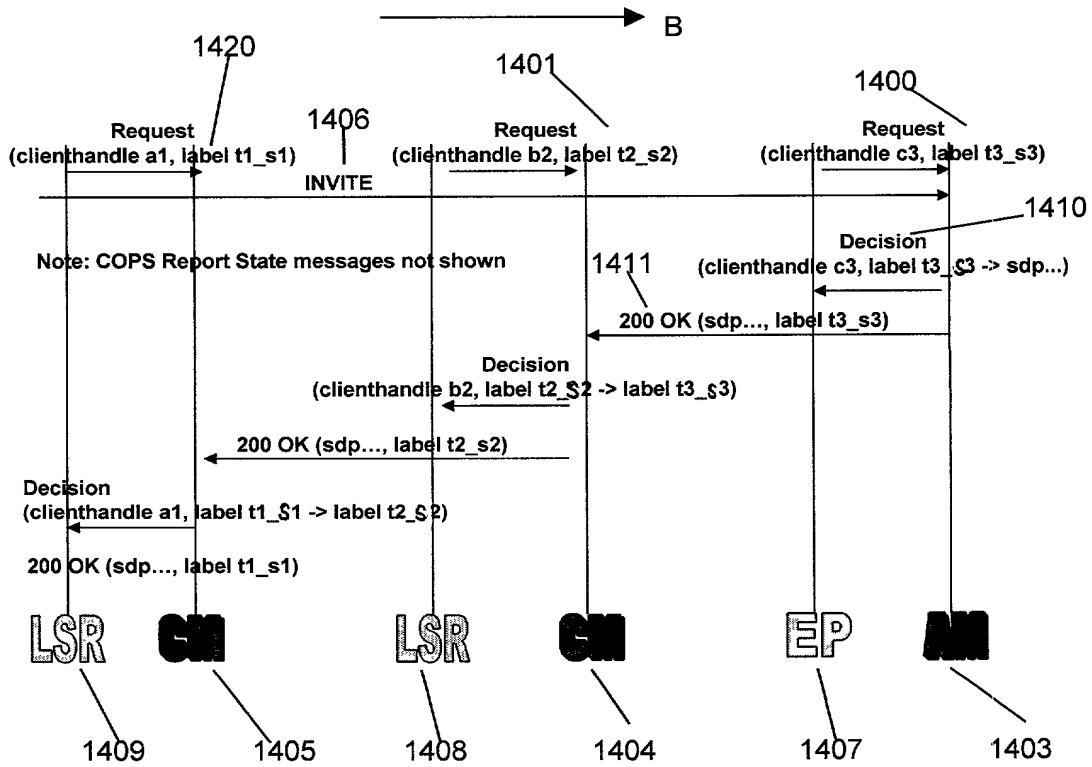 B
1420
1401
1400
1406
Request
(clienthandle a1, label t1_s1)
Request
(clienthandle b2, label t2_s2)
Request
(clienthandle c3, label t3_s3)
INVITE
1410
Note: COPS Report State messages not shown
1411
Decision
(clienthandle c3, label t3_s3 -> sdp...)
200 OK (sdp..., label t3_s3)
Decision
(clienthandle b2, label t2_s2 -> label t3_s3)
200 OK (sdp..., label t2_s2)
Decision
(clienthandle a1, label t1_s1 -> label t2_s2)
200 OK (sdp..., label t1_s1)
LSR
CM
LSR
CM
EP
AM
1409
1405
1408
1404
1407
1403